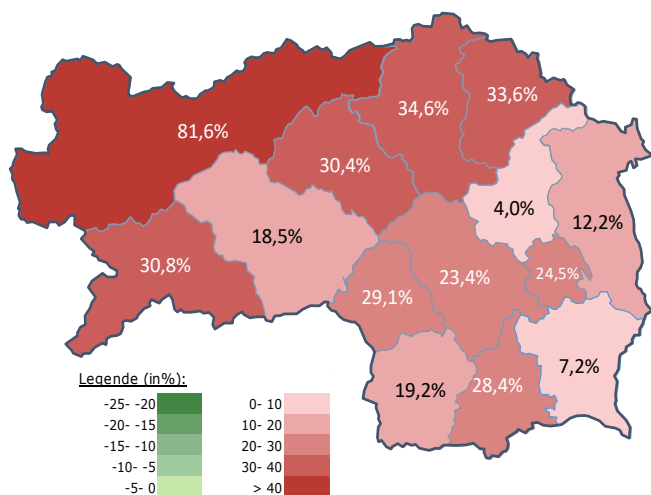 34,6%
33,6%
81,6%
30,4%
4,0%
12,2%
18,5%
30,8%
23,4%
24,5%
29,1%
7,2%
19,2%
28,4%
Legende (in%):
-25- -20 0- 10
-20- -15 10- 20
-15- -10 20- 30
-10- -5 30- 40
-5- 0 > 40